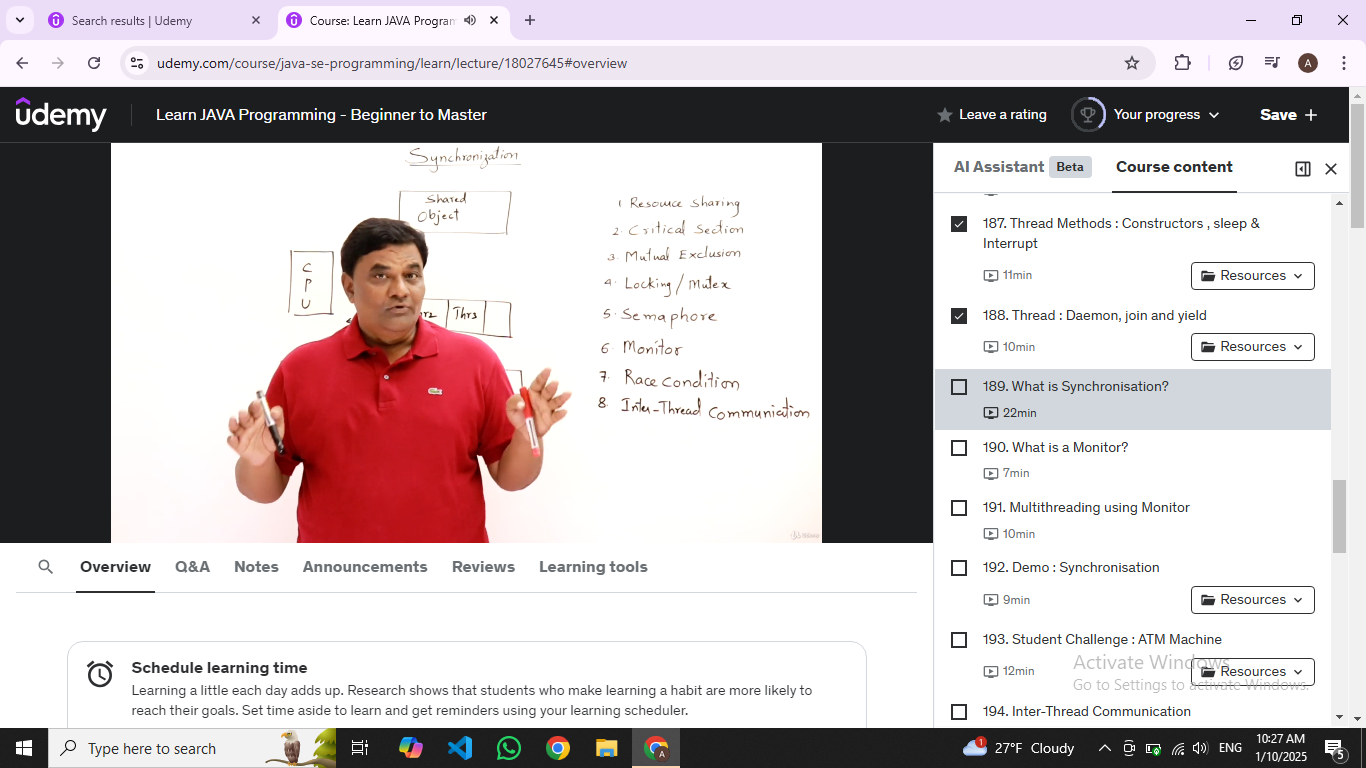 Search results | Udemy
Course: Learn JAVA Program
udemy.com/course/java-se-programming/learn/lecture/18027645#overview
A
ûdemy
Learn JAVA Programming - Beginner to Master
Leave a rating
Your progress
Save +
Synchronization
Shared
Object
C
P
U
Thr3
1 Resource Sharing
2. Critical Section
3. Mutual Exclusion
4. Locking/Mutex
5. Semaphore
6. Monitor
7. Race condition
8. Inter-Thread Communication
AI Assistant Beta
Course content
187. Thread Methods : Constructors , sleep &
Interrupt
11min
Resources
188. Thread : Daemon, join and yield
10min
Resources
189. What is Synchronisation?
22min
190. What is a Monitor?
7min
191. Multithreading using Monitor
10min
192. Demo : Synchronisation
9min
Resources
193. Student Challenge : ATM Machine
12min
Resources
194. Inter-Thread Communication
Activate Windows
Go to Settings to activate Windows.
Overview
Q&A
Notes
Announcements
Reviews
Learning tools
Schedule learning time
Learning a little each day adds up. Research shows that students who make learning a habit are more likely to
reach their goals. Set time aside to learn and get reminders using your learning scheduler.
Type here to search
1
27°F Cloudy
ENG
10:27 AM
1/10/2025
5